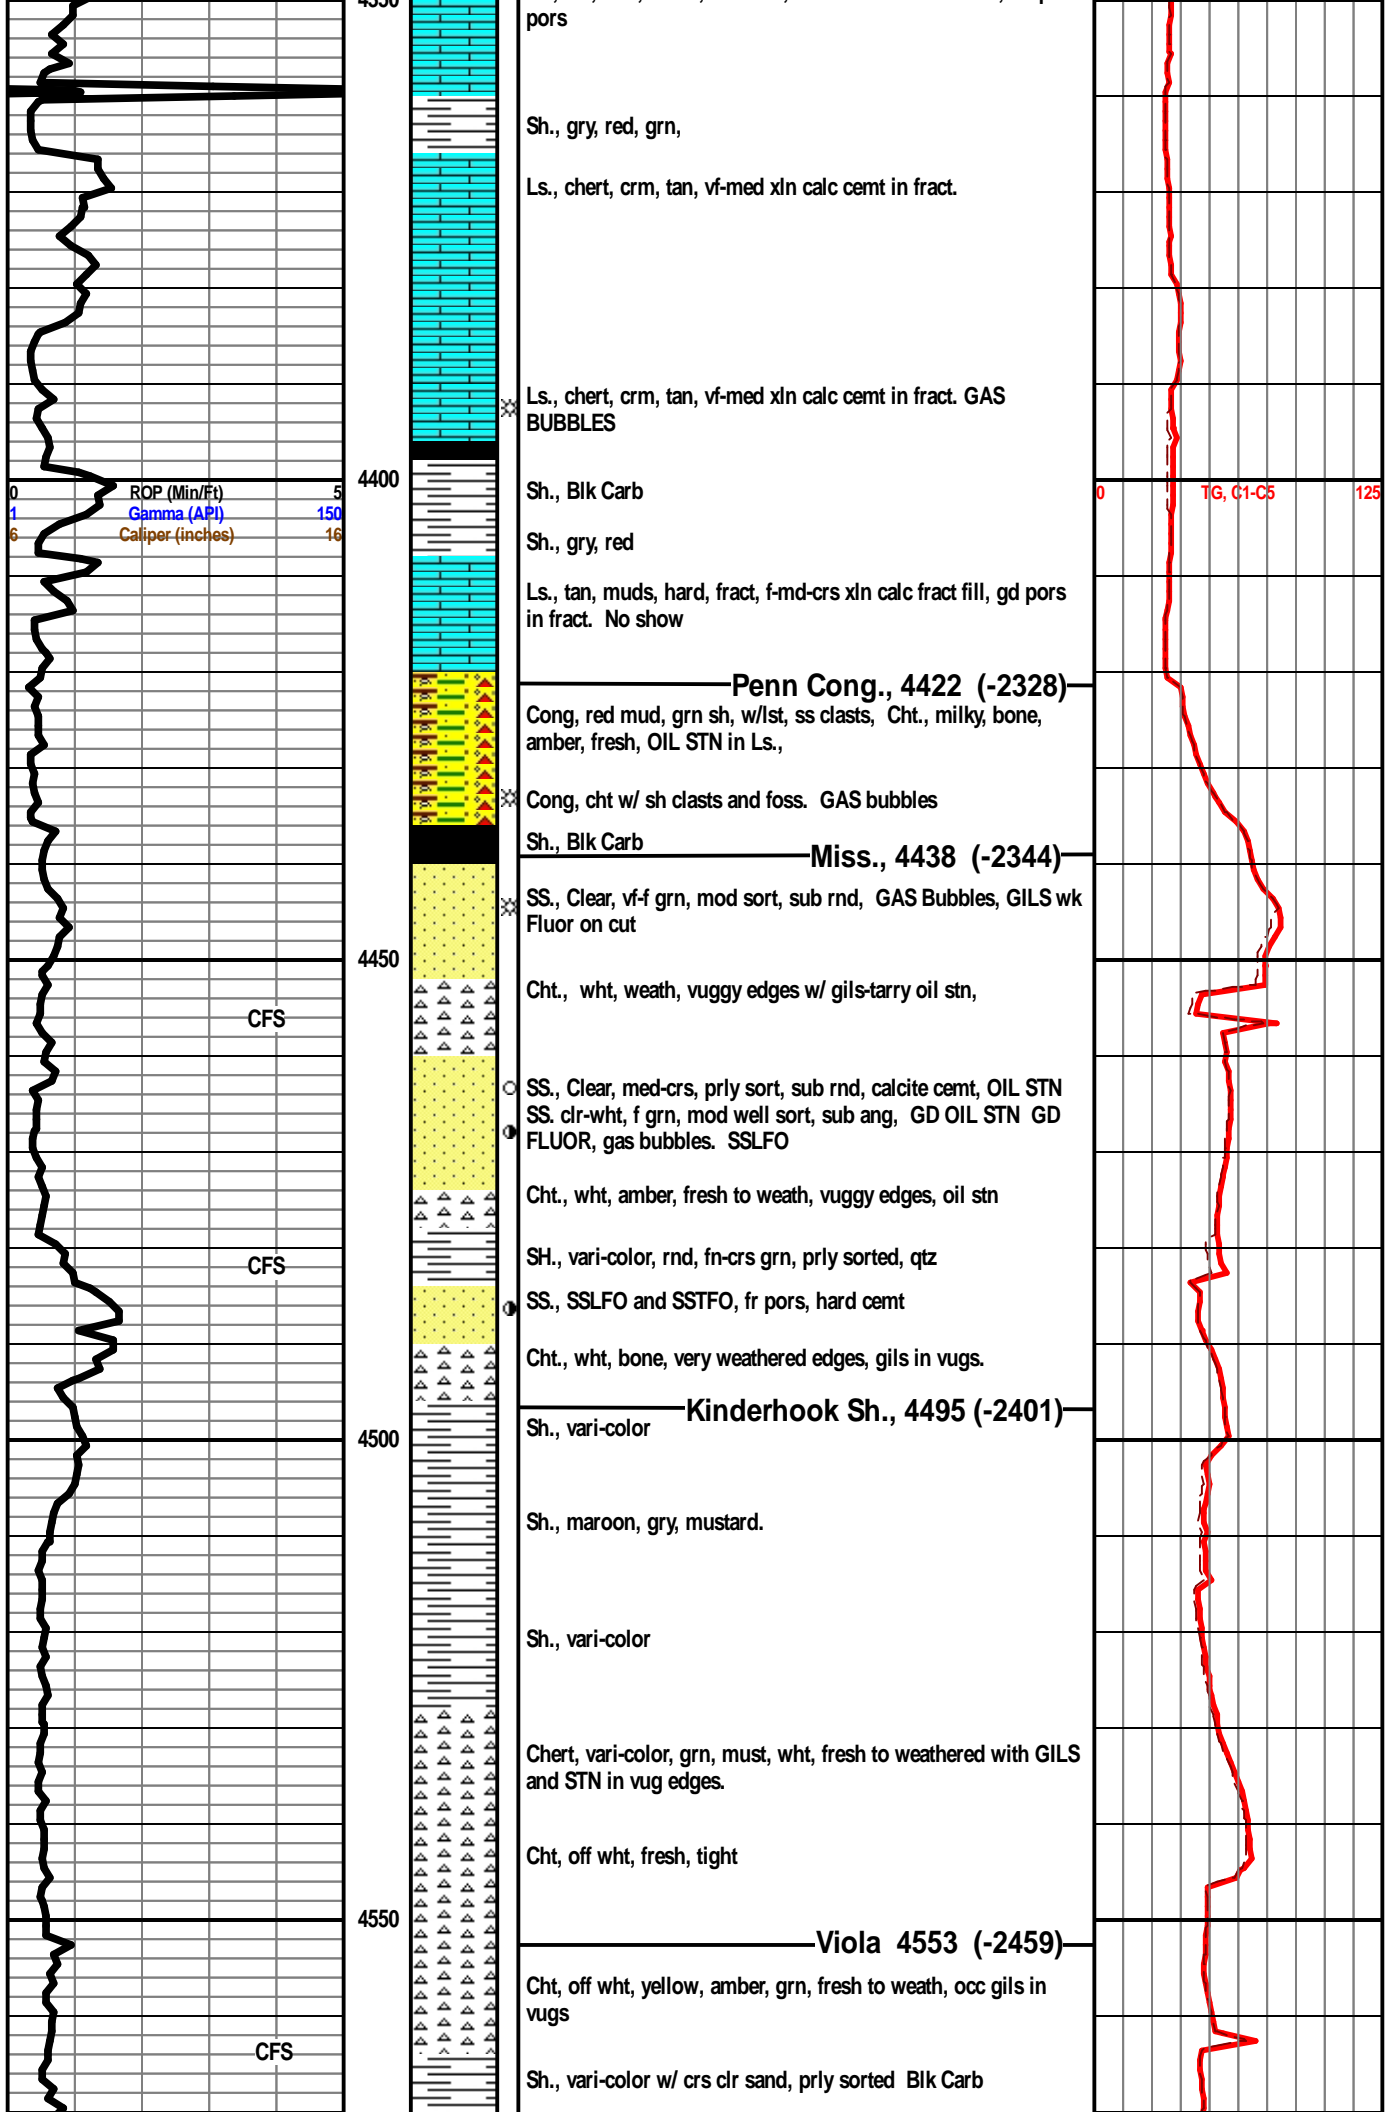 4350
pors
Sh., gry, red, grn,
Ls., chert, crm, tan, vf-med xln calc cemt in fract.
Ls., chert, crm, tan, vf-med xln calc cemt in fract. GAS
BUBBLES
4400
0 ROP (Min/Ft) 5
1 Gamma (API) 150
6 Caliper (inches) 16
Sh., Blk Carb
0 TG, C1-C5 125
Sh., gry, red
Ls., tan, muds, hard, fract, f-md-crs xln calc fract fill, gd pors
in fract. No show
Penn Cong., 4422 (-2328)
Cong, red mud, grn sh, w/lst, ss clasts, Cht., milky, bone,
amber, fresh, OIL STN in Ls.,
Cong, cht w/ sh clasts and foss. GAS bubbles
Sh., Blk Carb
Miss., 4438 (-2344)
SS., Clear, vf-f grn, mod sort, sub rnd, GAS Bubbles, GILS wk
Fluor on cut
4450
Cht., wht, weath, vuggy edges w/ gils-tarry oil stn,
CFS
SS., Clear, med-crs, prly sort, sub rnd, calcite cemt, OIL STN
SS. clr-wht, f grn, mod well sort, sub ang, GD OIL STN GD
FLUOR, gas bubbles. SSLFO
Cht., wht, amber, fresh to weath, vuggy edges, oil stn
CFS
SH., vari-color, rnd, fn-crs grn, prly sorted, qtz
SS., SSLFO and SSTFO, fr pors, hard cemt
Cht., wht, bone, very weathered edges, gils in vugs.
Kinderhook Sh., 4495 (-2401)
Sh., vari-color
4500
Sh., maroon, gry, mustard.
Sh., vari-color
Chert, vari-color, grn, must, wht, fresh to weathered with GILS
and STN in vug edges.
Cht, off wht, fresh, tight
4550
Viola 4553 (-2459)
Cht, off wht, yellow, amber, grn, fresh to weath, occ gils in
vugs
CFS
Sh., vari-color w/ crs clr sand, prly sorted Blk Carb